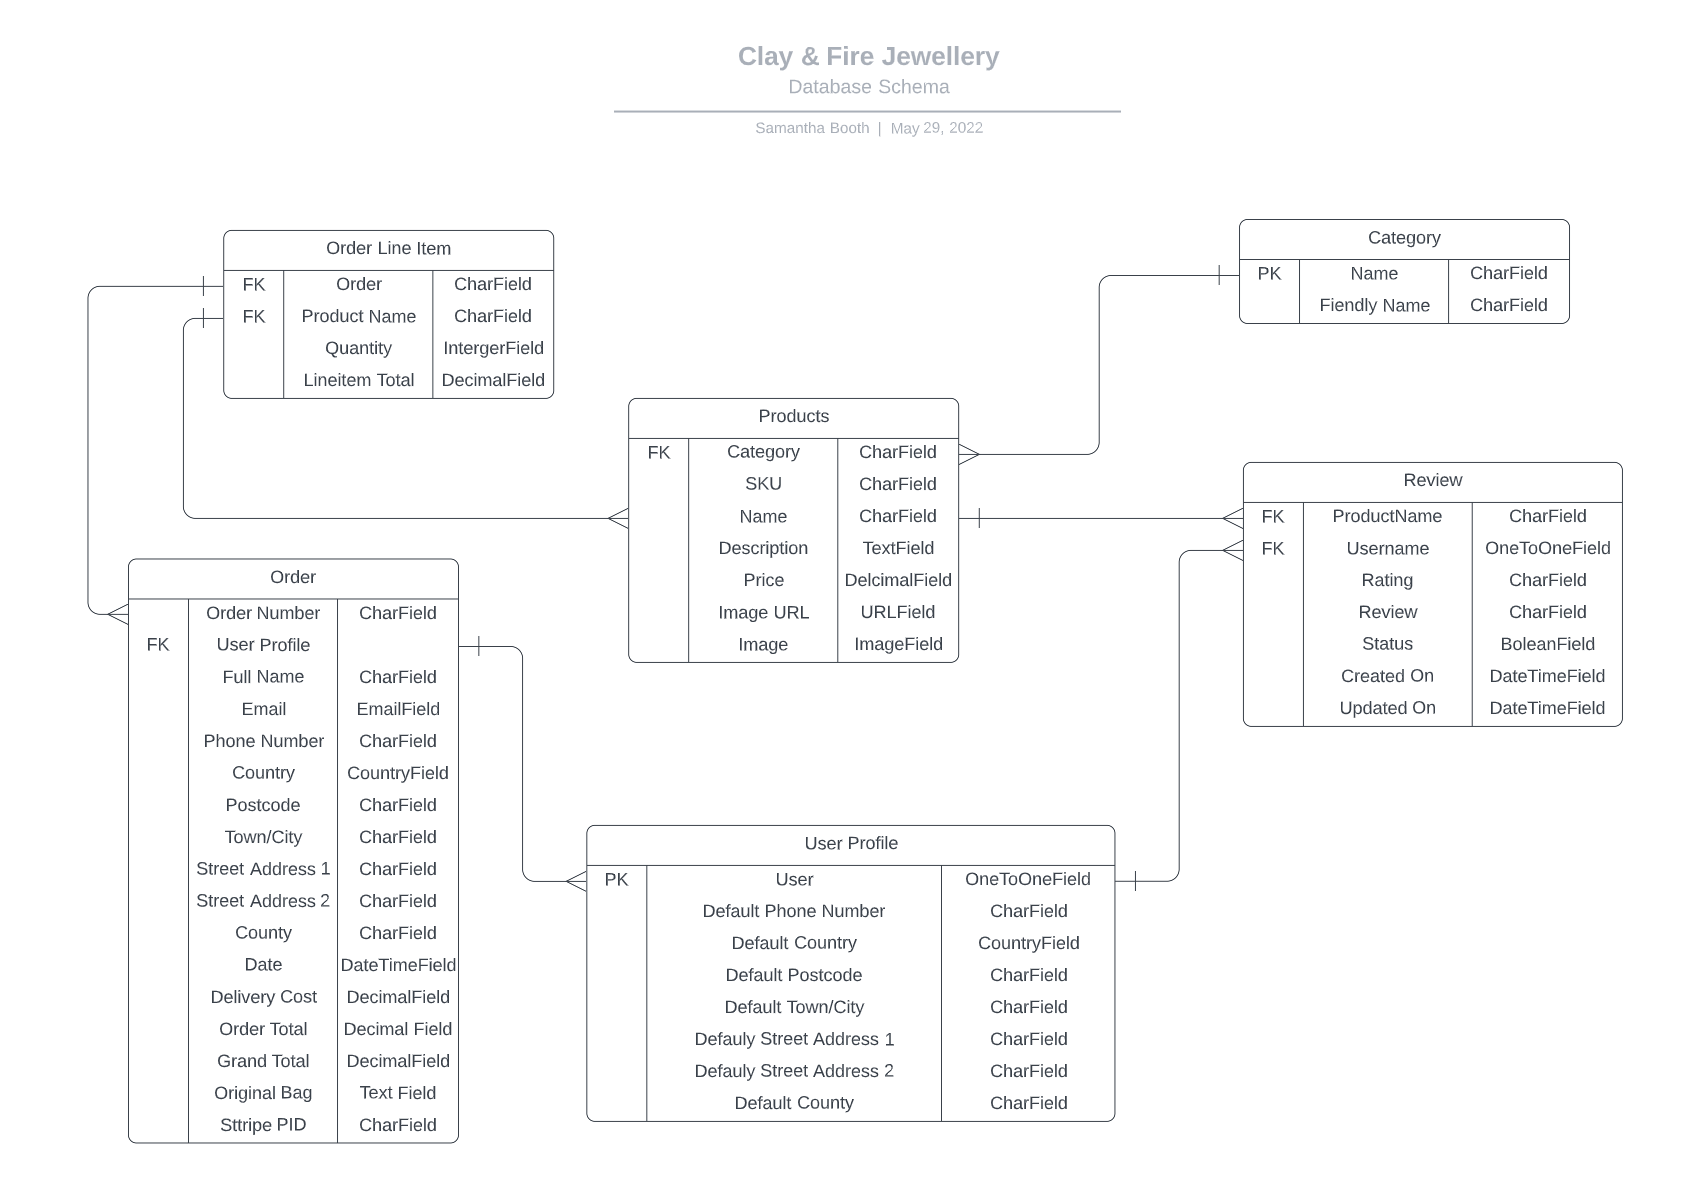 Clay & Fire Jewellery
Database Schema
Samantha Booth | May 29, 2022
Order Line Item
FK Order CharField
FK Product Name CharField
Quantity IntergerField
Lineitem Total DecimalField
Category
PK Name CharField
Fiendly Name CharField
Products
FK Category CharField
SKU CharField
Name CharField
Description TextField
Price DelcimalField
Image URL URLField
Image ImageField
Review
FK ProductName CharField
FK Username OneToOneField
Rating CharField
Review CharField
Status BoleanField
Created On DateTimeField
Updated On DateTimeField
Order
Order Number CharField
FK User Profile
Full Name CharField
Email EmailField
Phone Number CharField
Country CountryField
Postcode CharField
Town/City CharField
Street Address 1 CharField
Street Address 2 CharField
County CharField
Date DateTimeField
Delivery Cost DecimalField
Order Total Decimal Field
Grand Total DecimalField
Original Bag Text Field
Sttripe PID CharField
User Profile
PK User OneToOneField
Default Phone Number CharField
Default Country CountryField
Default Postcode CharField
Default Town/City CharField
Defauly Street Address 1 CharField
Defauly Street Address 2 CharField
Default County CharField